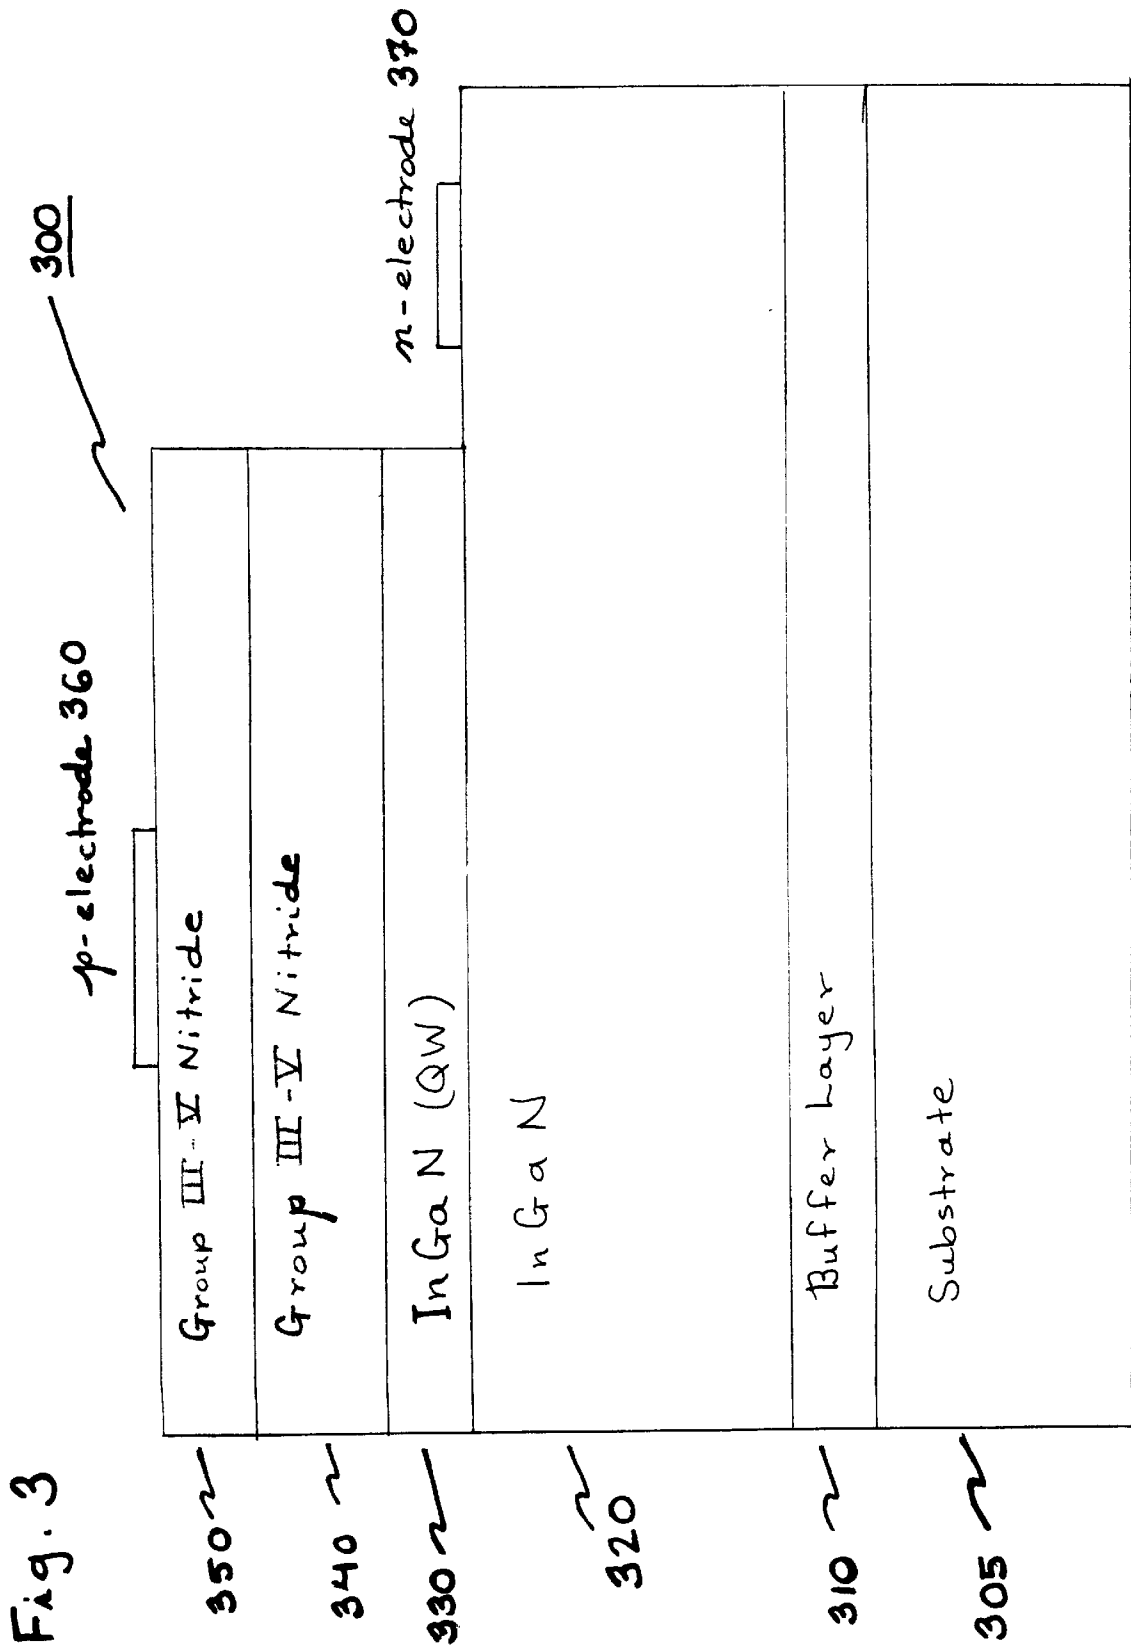 Fig. 3
300
p-electrode 360
n-electrode 370
350
Group III-V Nitride
340
Group III-V Nitride
330
InGaN (QW)
320
InGaN
310
Buffer Layer
305
Substrate